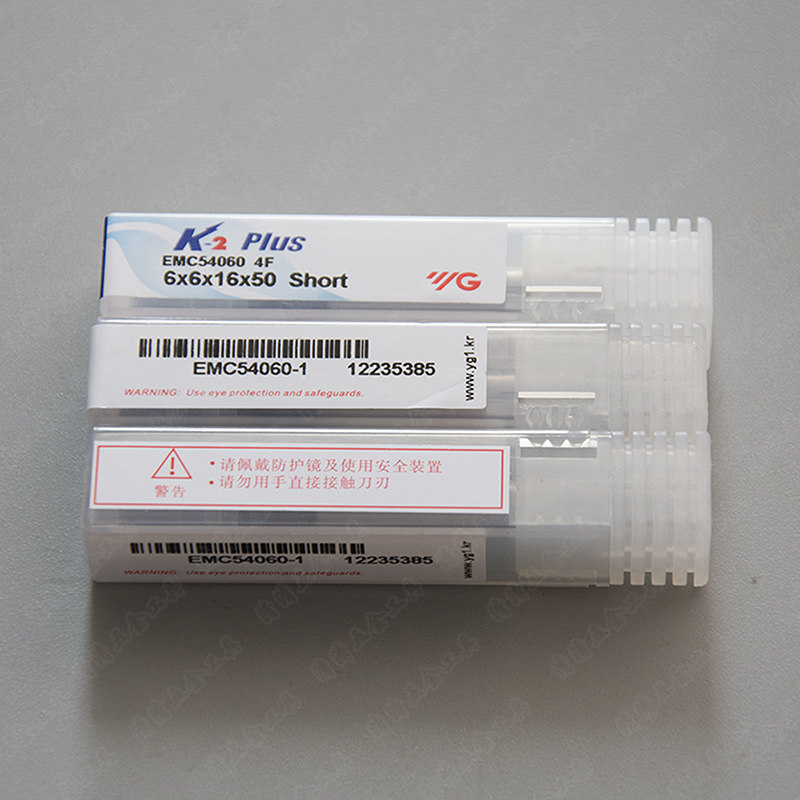 K-2 Plus
EMC54060 4F
6x6x16x50 Short
YG
EMC54060-1 12235385
WARNING: Use eye protection and safeguards.
www.yg1.kr
警告
•请佩戴防护镜及使用安全装置
•请勿用手直接接触刀刃
EMC54060-1 12235385
WARNING: Use eye protection and safeguards.
www.yg1.kr